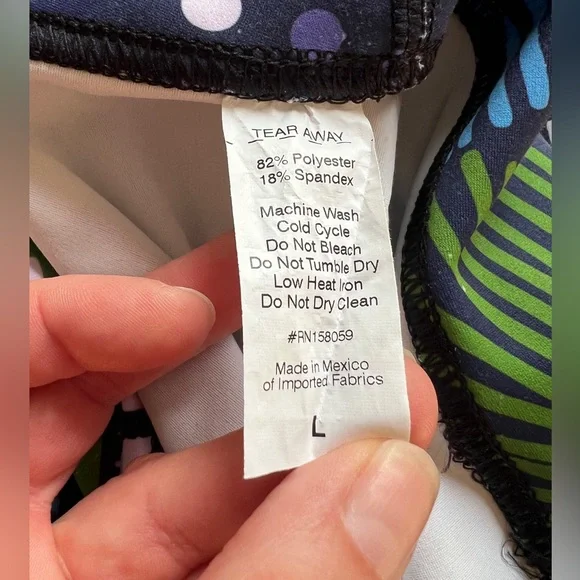 TEAR AWAY
82% Polyester
18% Spandex
Machine Wash
Cold Cycle
Do Not Bleach
Do Not Tumble Dry
Low Heat Iron
Do Not Dry Clean
#RN158059
Made in Mexico
of Imported Fabrics
L